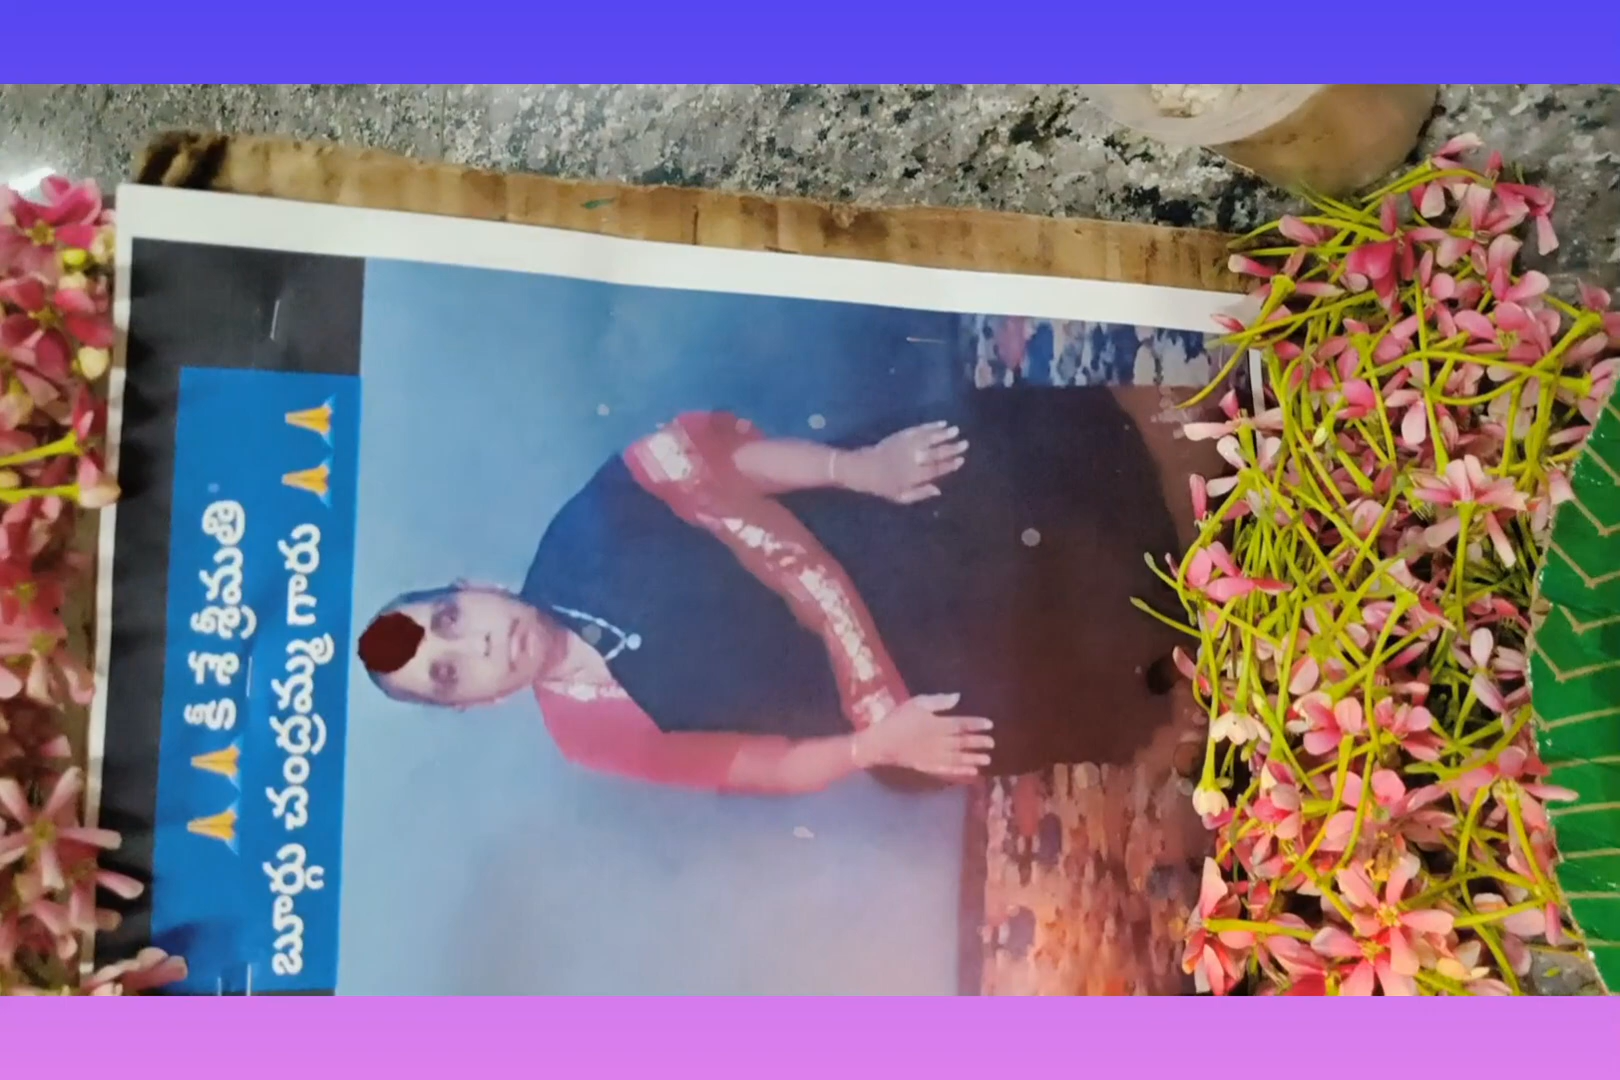 🙏🙏 కీ శే శ్రీమతి
బూర్గు చంద్రమ్మ గారు 🙏🙏